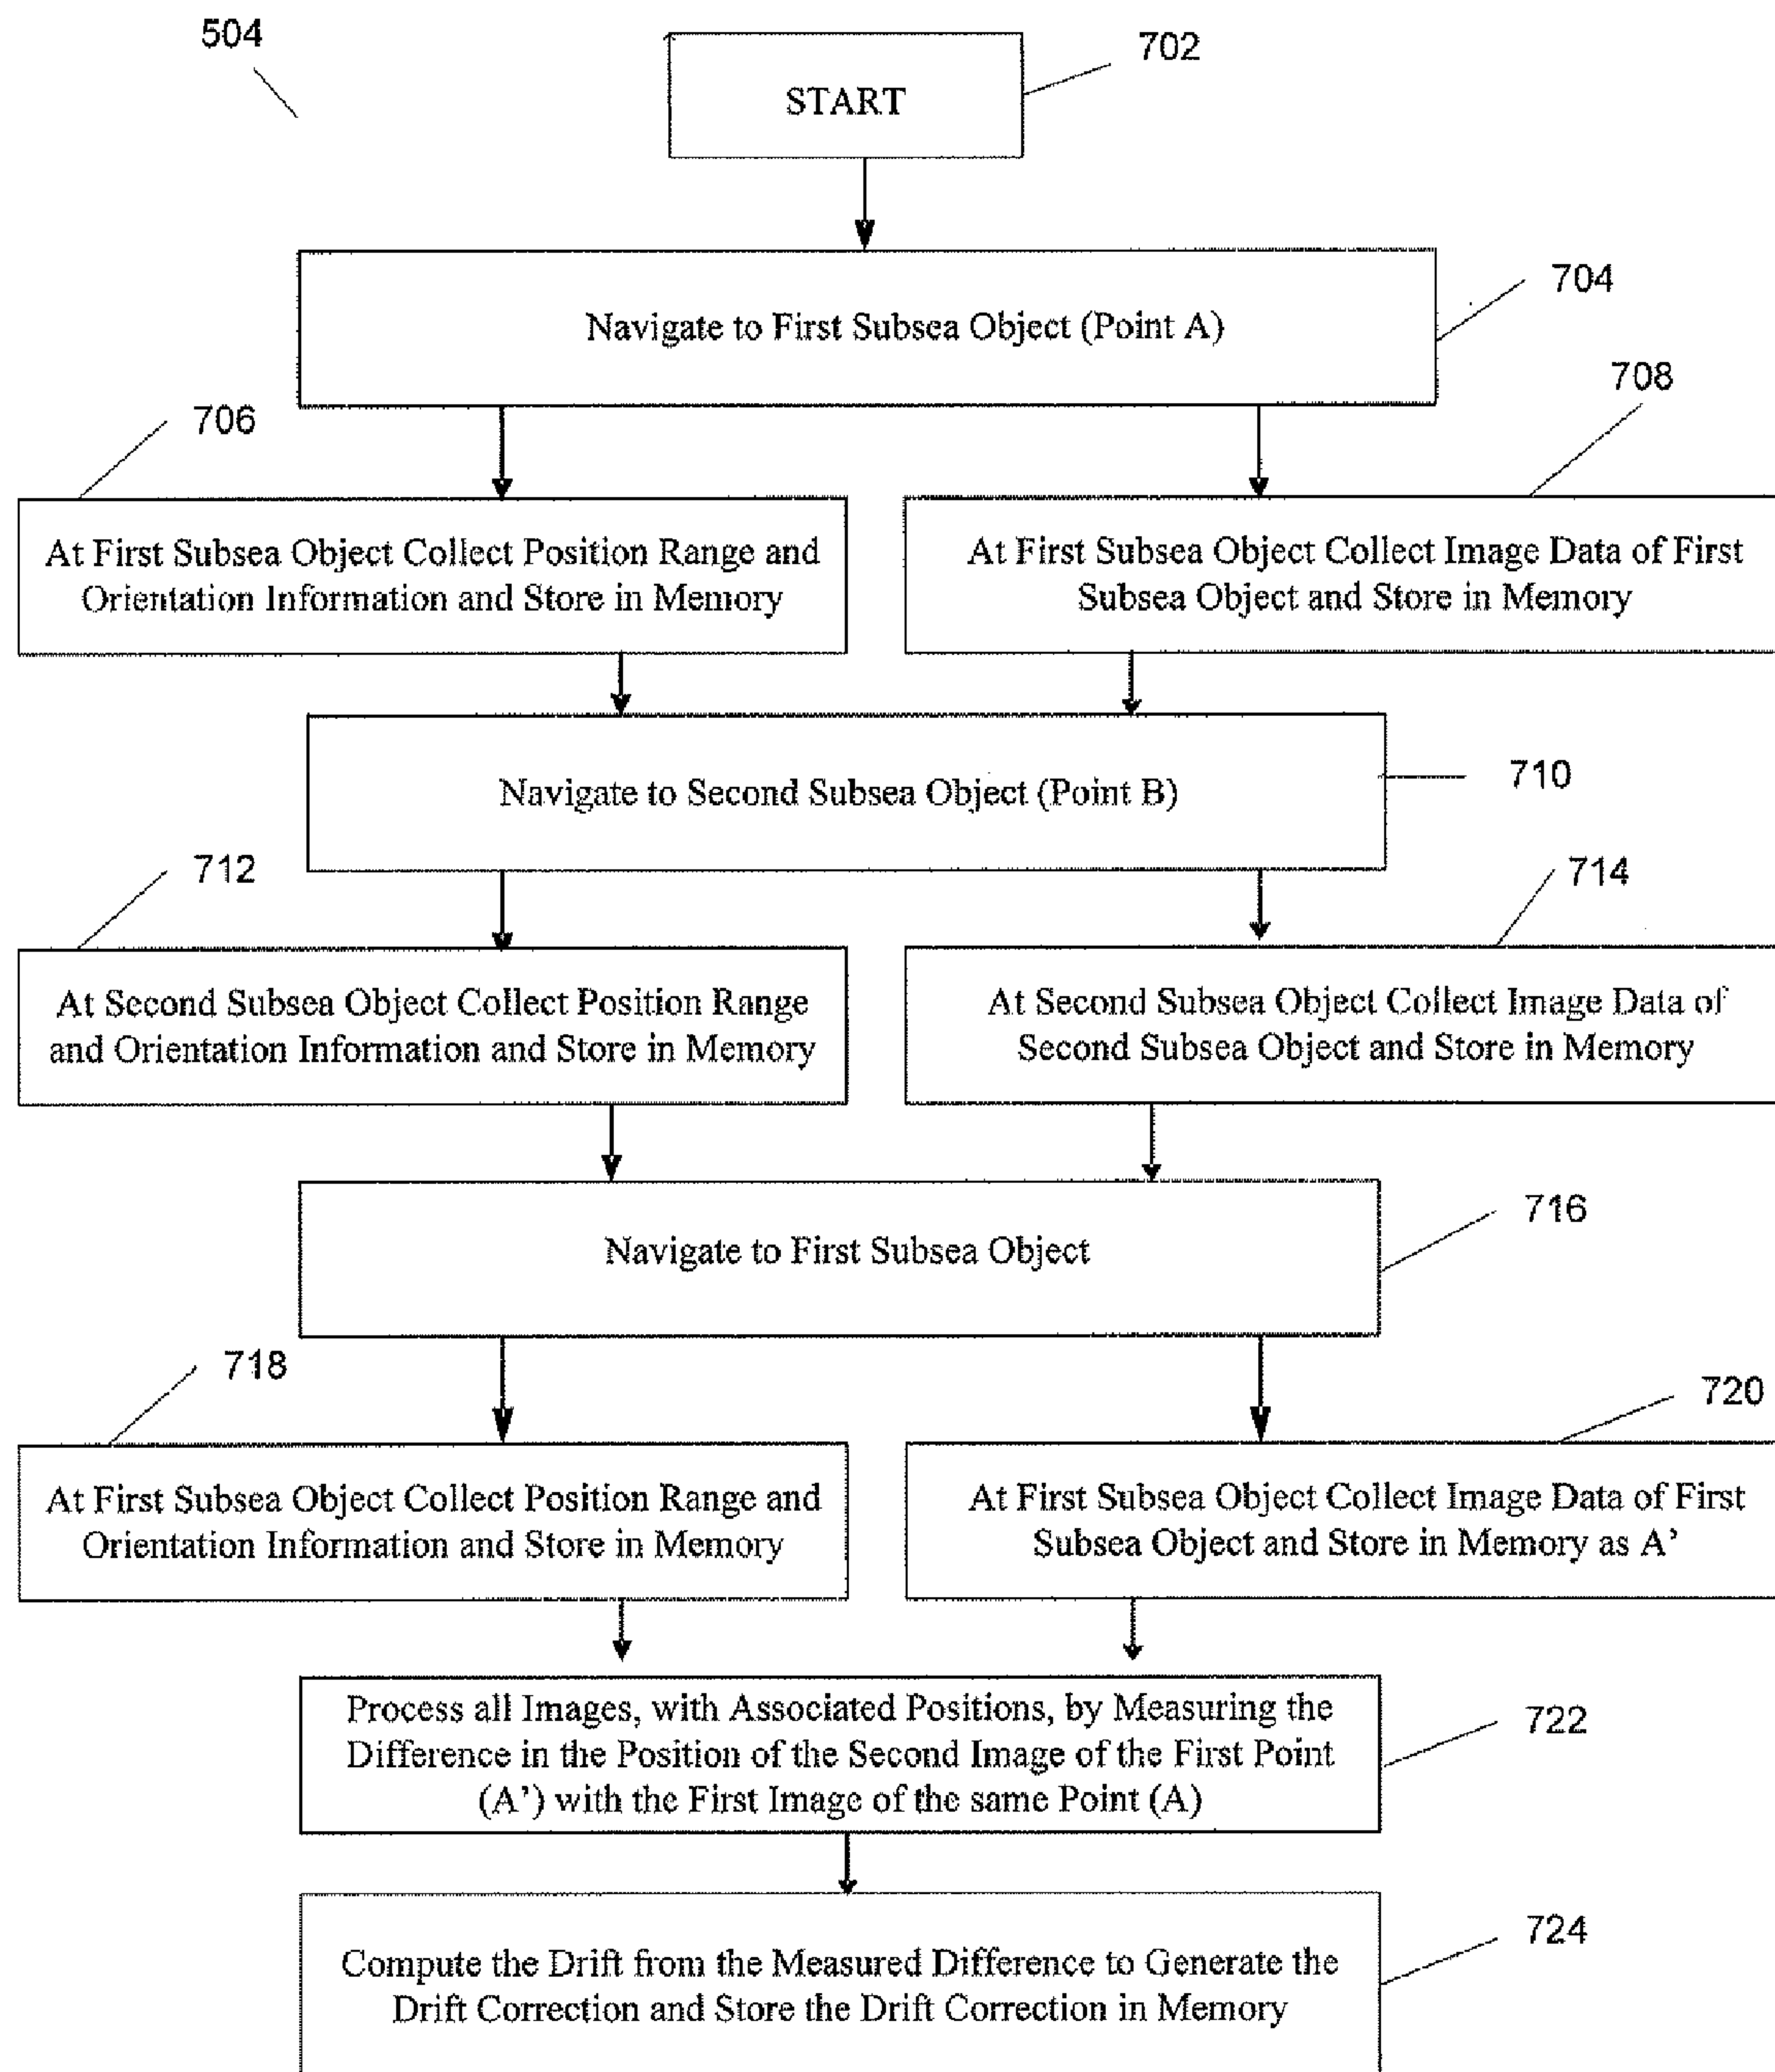 504
702
START
704
Navigate to First Subsea Object (Point A)
706
708
At First Subsea Object Collect Position Range and
Orientation Information and Store in Memory
At First Subsea Object Collect Image Data of First
Subsea Object and Store in Memory
710
Navigate to Second Subsea Object (Point B)
712
714
At Second Subsea Object Collect Position Range
and Orientation Information and Store in Memory
At Second Subsea Object Collect Image Data of
Second Subsea Object and Store in Memory
716
Navigate to First Subsea Object
718
720
At First Subsea Object Collect Position Range and
Orientation Information and Store in Memory
At First Subsea Object Collect Image Data of First
Subsea Object and Store in Memory as A’
722
Process all Images, with Associated Positions, by Measuring the
Difference in the Position of the Second Image of the First Point
(A’) with the First Image of the same Point (A)
724
Compute the Drift from the Measured Difference to Generate the
Drift Correction and Store the Drift Correction in Memory